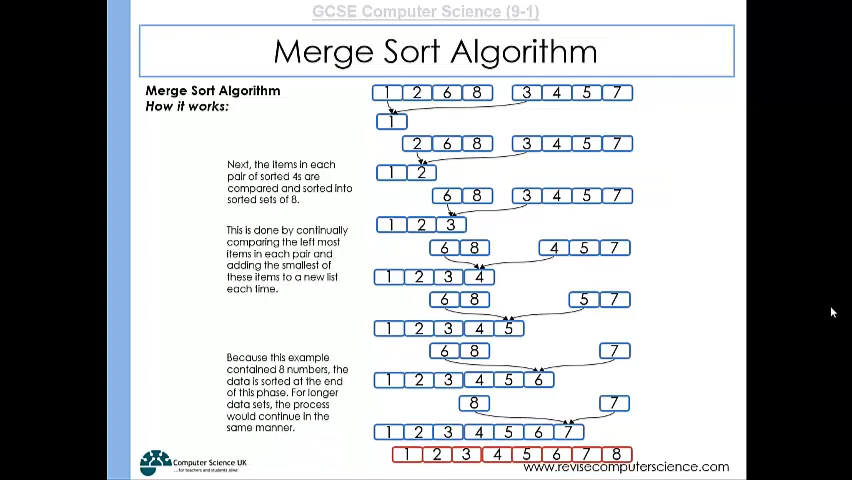 GCSE Computer Science (9-1)
Merge Sort Algorithm
Merge Sort Algorithm
How it works:
1 2 6 8 3 4 5 7
1
2 6 8 3 4 5 7
Next, the items in each
pair of sorted 4s are
compared and sorted into
sorted sets of 8.
1 2
6 8 3 4 5 7
1 2 3
This is done by continually
comparing the left most
items in each pair and
adding the smallest of
these items to a new list
each time.
6 8 4 5 7
1 2 3 4
6 8 5 7
1 2 3 4 5
6 8 7
Because this example
contained 8 numbers, the
data is sorted at the end
of this phase. For longer
data sets, the process
would continue in the
same manner.
1 2 3 4 5 6
8 7
1 2 3 4 5 6 7
1 2 3 4 5 6 7 8
Computer Science UK
...for teachers and students alike
www.revisecomputerscience.com